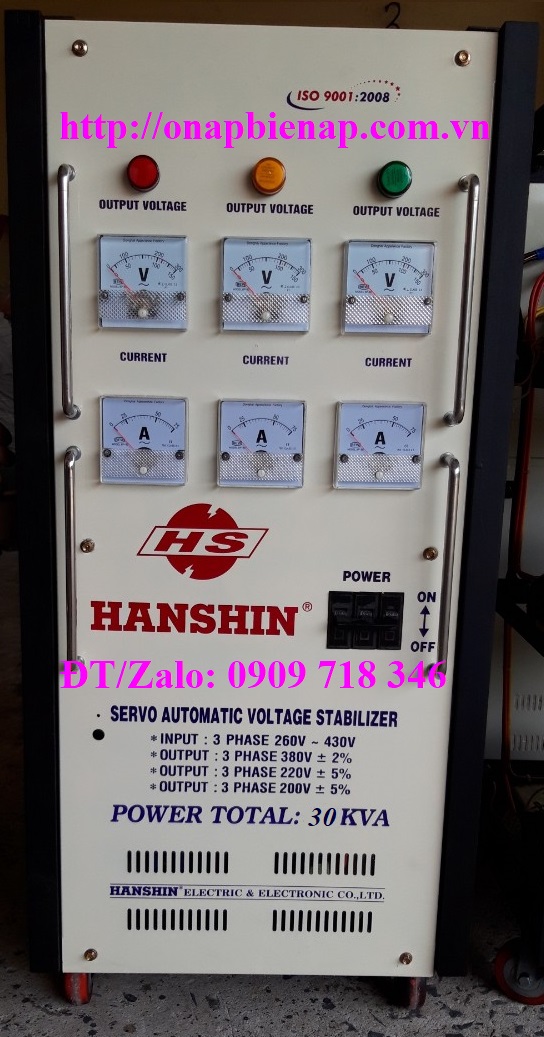 ISO 9001:2008
http://onapbienap.com.vn
OUTPUT VOLTAGE OUTPUT VOLTAGE OUTPUT VOLTAGE
V V V
CURRENT CURRENT CURRENT
A A A
HS
POWER
ON
HANSHIN®
OFF
ĐT/Zalo: 0909 718 346
SERVO AUTOMATIC VOLTAGE STABILIZER
* INPUT : 3 PHASE 260V ~ 430V
* OUTPUT : 3 PHASE 380V ± 2%
* OUTPUT : 3 PHASE 220V ± 5%
* OUTPUT : 3 PHASE 200V ± 5%
POWER TOTAL: 30 KVA
HANSHIN® ELECTRIC & ELECTRONIC CO.,LTD.